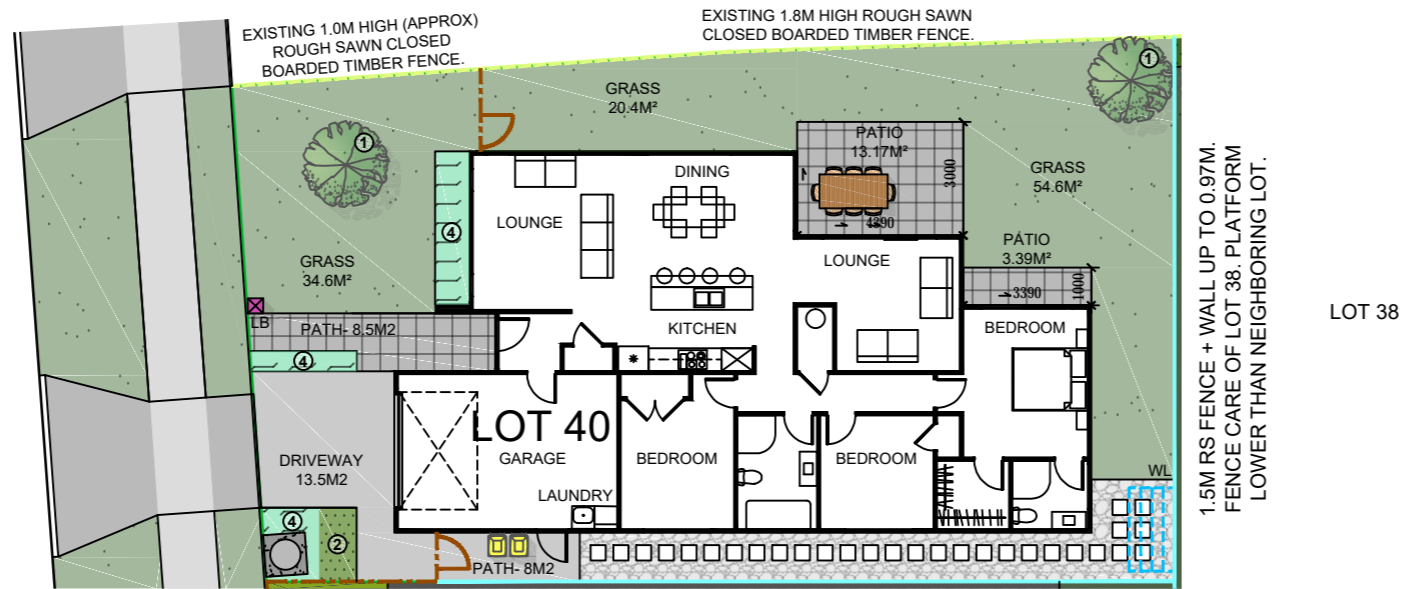 EXISTING 1.0M HIGH (APPROX)
ROUGH SAWN CLOSED
BOARDED TIMBER FENCE.
EXISTING 1.8M HIGH ROUGH SAWN
CLOSED BOARDED TIMBER FENCE.
1
GRASS
20.4M²
1
PATIO
13.17M²
3000
4390
GRASS
54.6M²
DINING
LOUNGE
4
GRASS
34.6M²
LOUNGE
PATIO
3.39M²
3390
1000
LB
PATH- 8.5M2
KITCHEN
BEDROOM
4
LOT 40
GARAGE
BEDROOM
BEDROOM
DRIVEWAY
13.5M2
LAUNDRY
WL
4
2
PATH- 8M2
1.5M RS FENCE + WALL UP TO 0.97M.
FENCE CARE OF LOT 38. PLATFORM
LOWER THAN NEIGHBORING LOT.
LOT 38